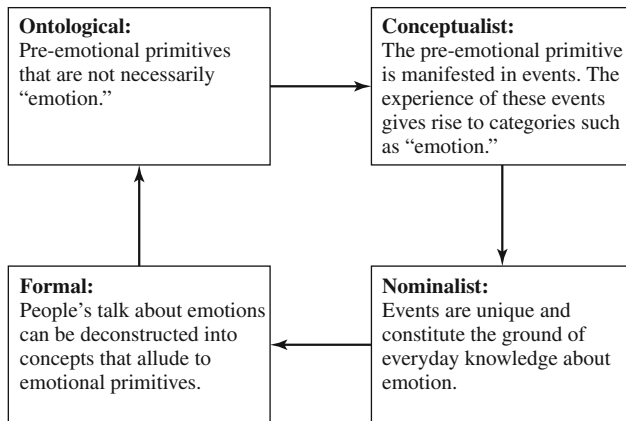 Ontological:
Pre-emotional primitives
that are not necessarily
“emotion.”
Conceptualist:
The pre-emotional primitive
is manifested in events. The
experience of these events
gives rise to categories such
as “emotion.”
Formal:
People’s talk about emotions
can be deconstructed into
concepts that allude to
emotional primitives.
Nominalist:
Events are unique and
constitute the ground of
everyday knowledge about
emotion.